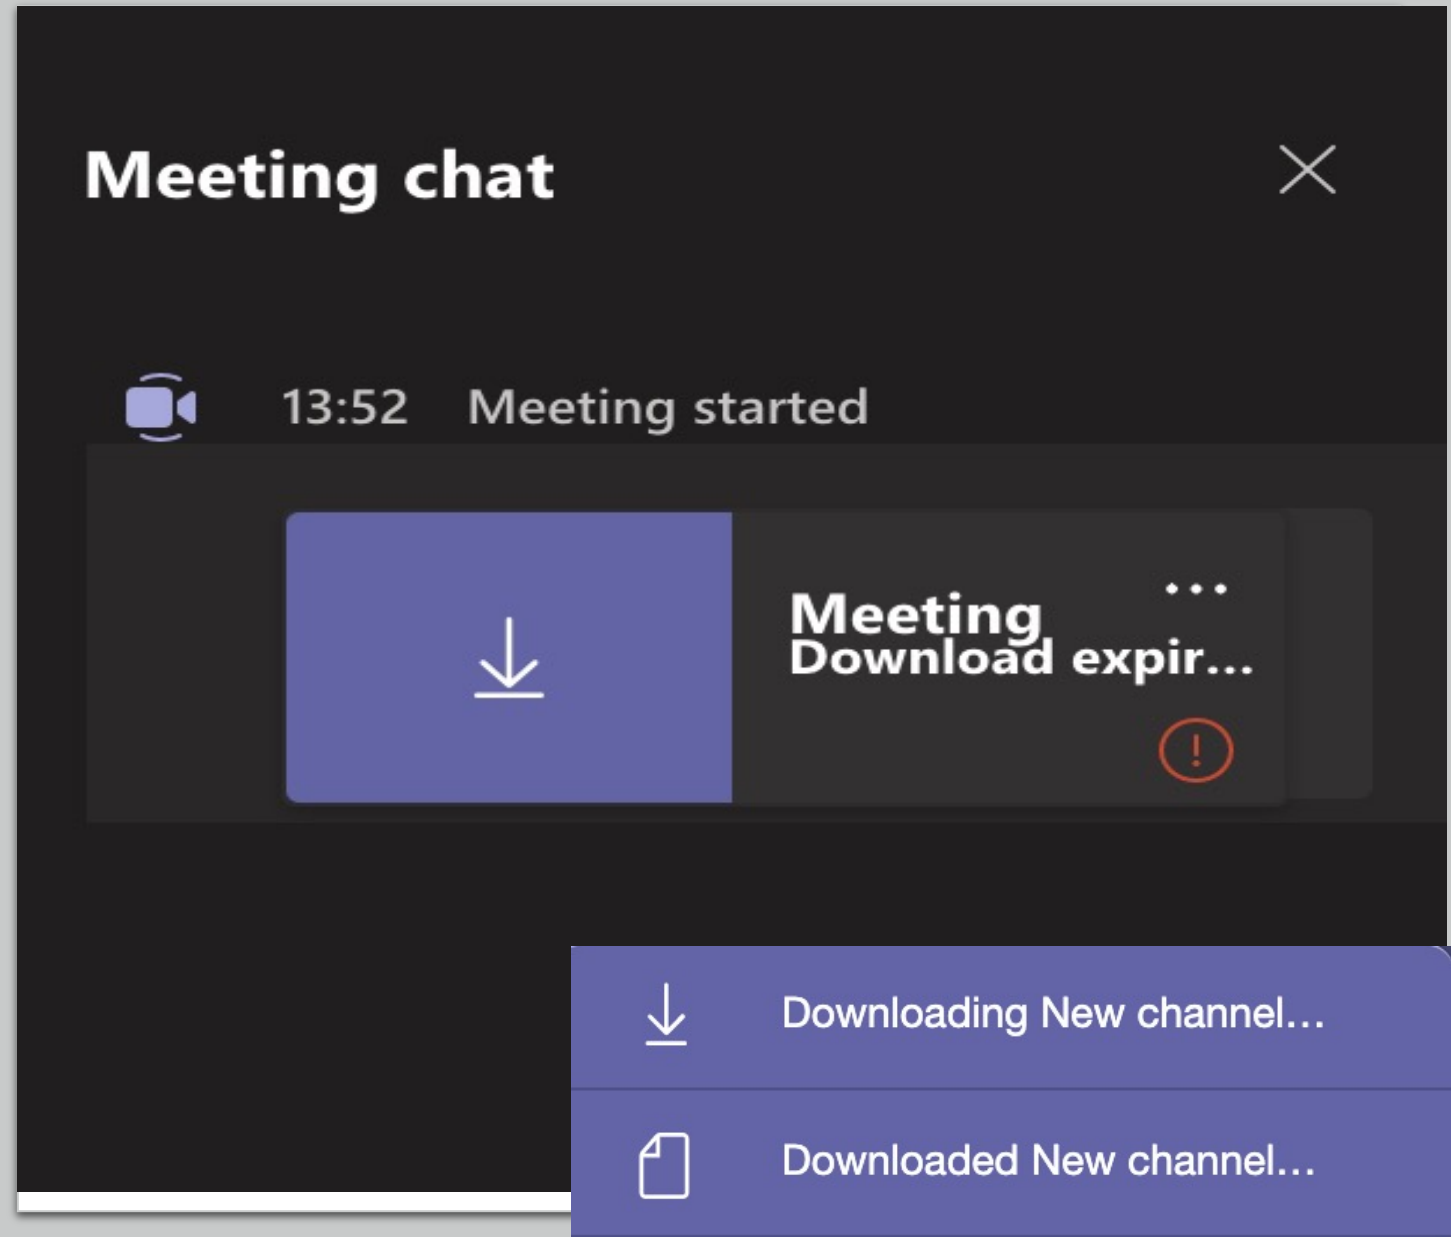 Meeting chat
13:52 Meeting started
Meeting
Download expir...
Downloading New channel...
Downloaded New channel...